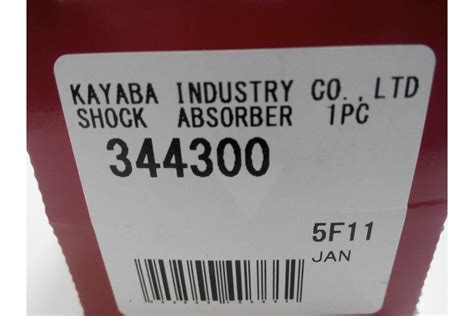 KAYABA INDUSTRY CO.,LTD
SHOCK ABSORBER 1PC
344300
5F11
JAN